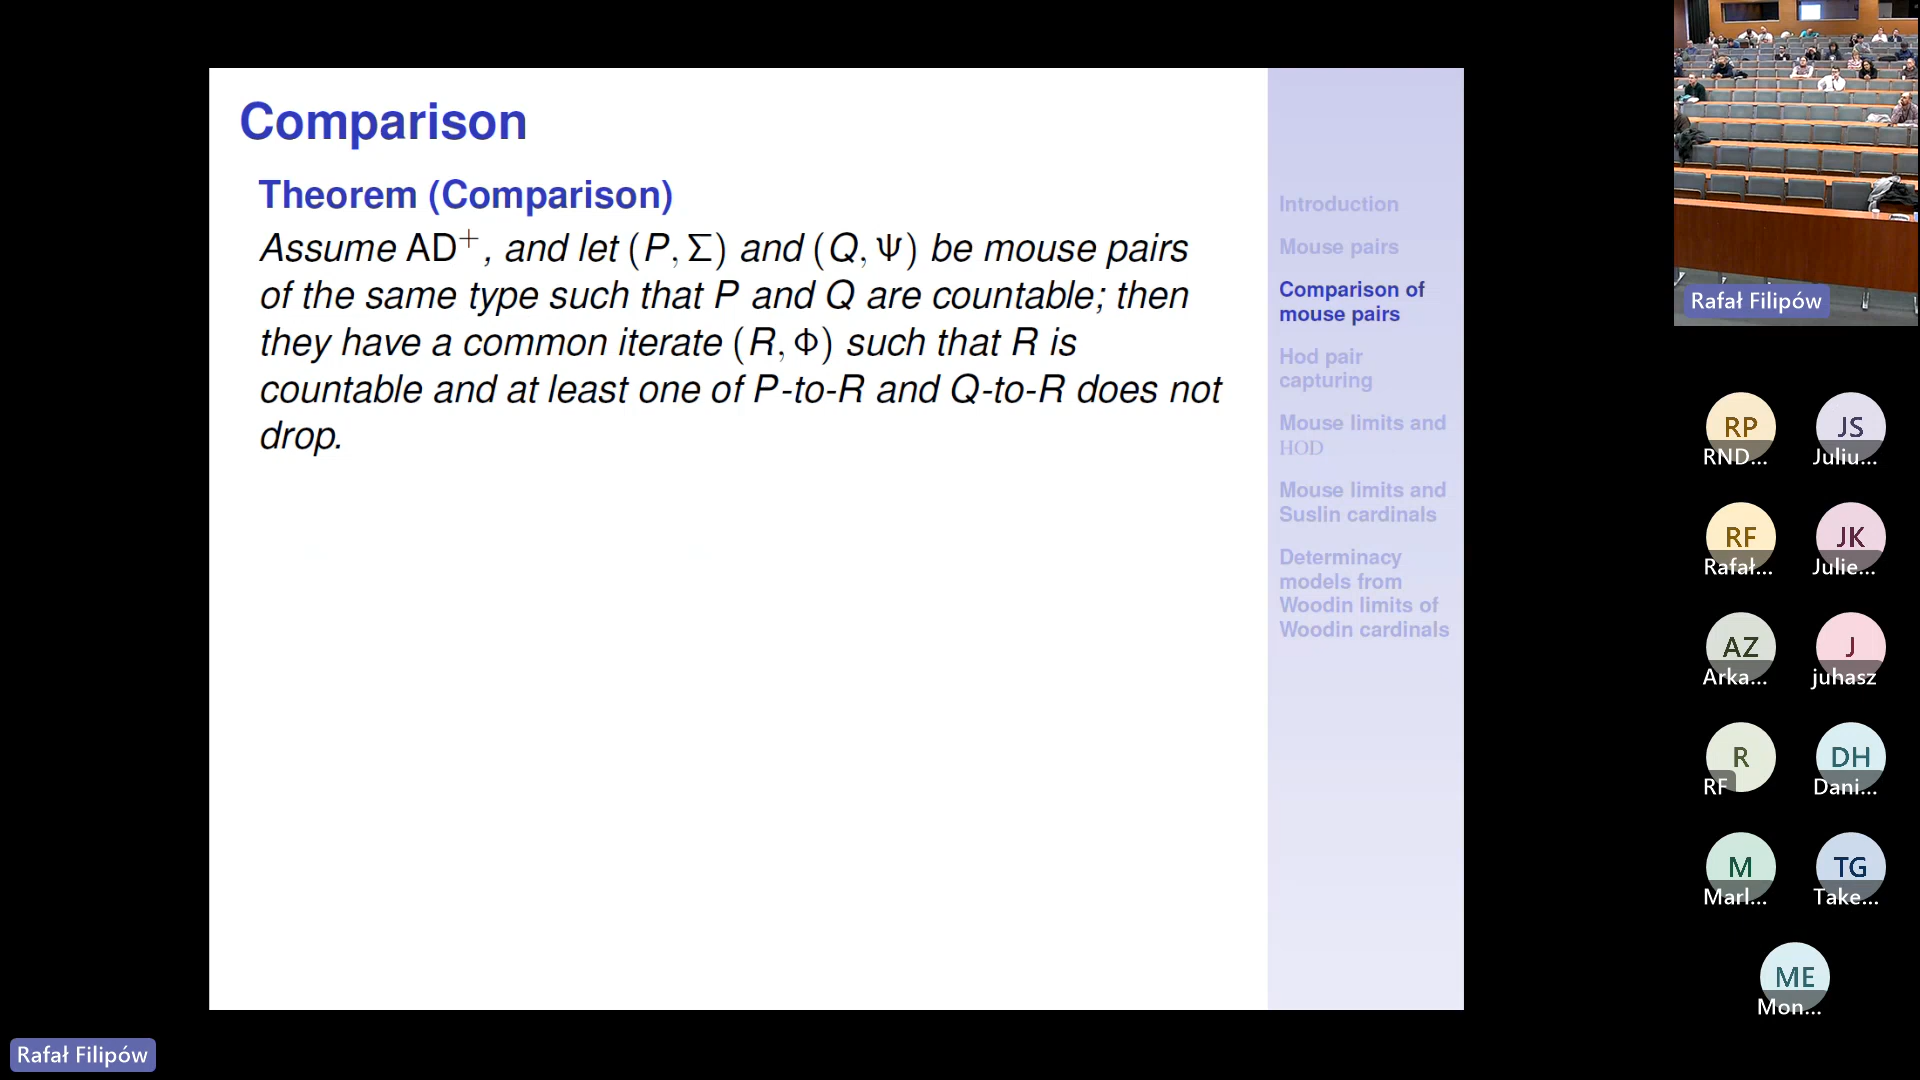 Comparison
Theorem (Comparison)
Assume AD⁺, and let (P, Σ) and (Q, Ψ) be mouse pairs
of the same type such that P and Q are countable; then
they have a common iterate (R, Φ) such that R is
countable and at least one of P-to-R and Q-to-R does not
drop.
Introduction
Mouse pairs
Comparison of
mouse pairs
Hod pair
capturing
Mouse limits and
HOD
Mouse limits and
Suslin cardinals
Determinacy
models from
Woodin limits of
Woodin cardinals
Rafał Filipów
RP
RND...
JS
Juliu...
RF
Rafał...
JK
Julie...
AZ
Arka...
J
juhasz
R
RF
DH
Dani...
M
Marl...
TG
Take...
ME
Mon...
Rafał Filipów